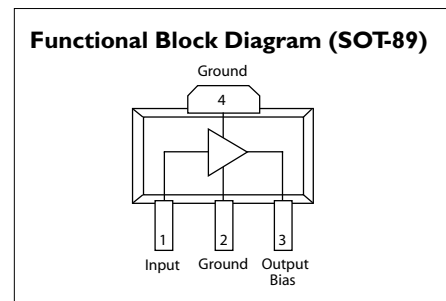 Functional Block Diagram (SOT-89)
Ground
4
1 2 3
Input Ground Output
Bias